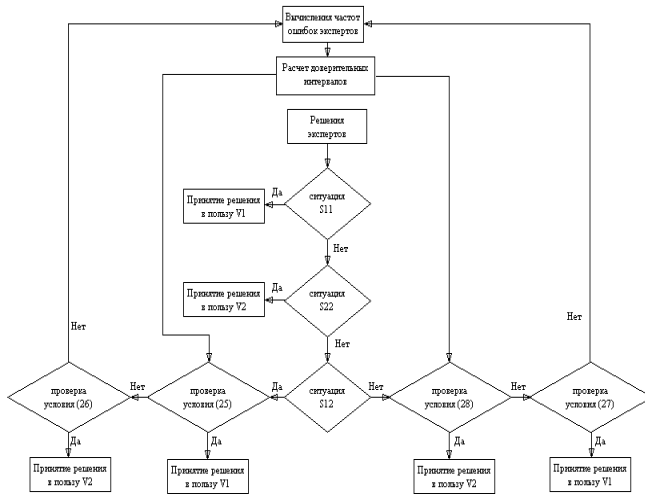 Вычисления частот
ошибок экспертов
Расчет доверительных
интервалов
Решения
экспертов
ситуация
S11
Да
Принятие решения
в пользу V1
Нет
ситуация
S22
Да
Принятие решения
в пользу V2
Нет
Нет
Нет
проверка
условия (26)
Нет
проверка
условия (25)
Да
ситуация
S12
Нет
проверка
условия (28)
Нет
проверка
условия (27)
Да
Да
Да
Да
Принятие решения
в пользу V2
Принятие решения
в пользу V1
Принятие решения
в пользу V2
Принятие решения
в пользу V1